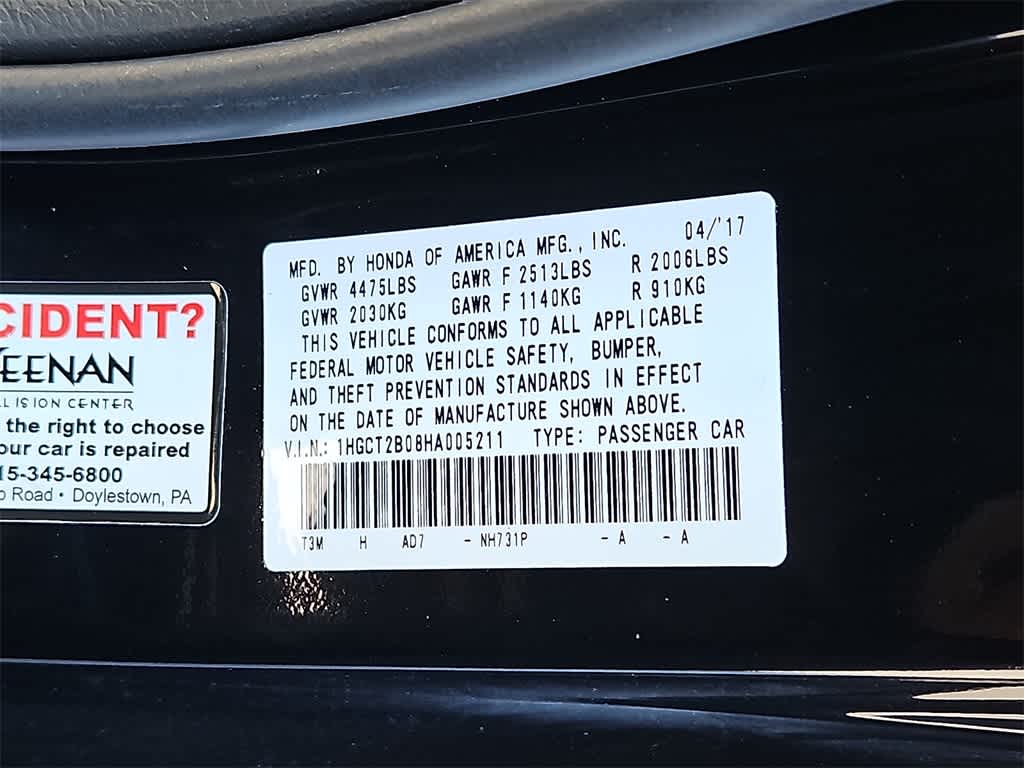 CIDENT?
EENAN
LISION CENTER
the right to choose
our car is repaired
15-345-6800
Road • Doylestown, PA
MFD. BY HONDA OF AMERICA MFG., INC. 04/'17
GVWR 4475LBS GAWR F 2513LBS R 2006LBS
GVWR 2030KG GAWR F 1140KG R 910KG
THIS VEHICLE CONFORMS TO ALL APPLICABLE
FEDERAL MOTOR VEHICLE SAFETY, BUMPER,
AND THEFT PREVENTION STANDARDS IN EFFECT
ON THE DATE OF MANUFACTURE SHOWN ABOVE.
V.I.N.: 1HGCT2B08HA005211 TYPE: PASSENGER CAR
T3M H AD7 - NH731P - A - A